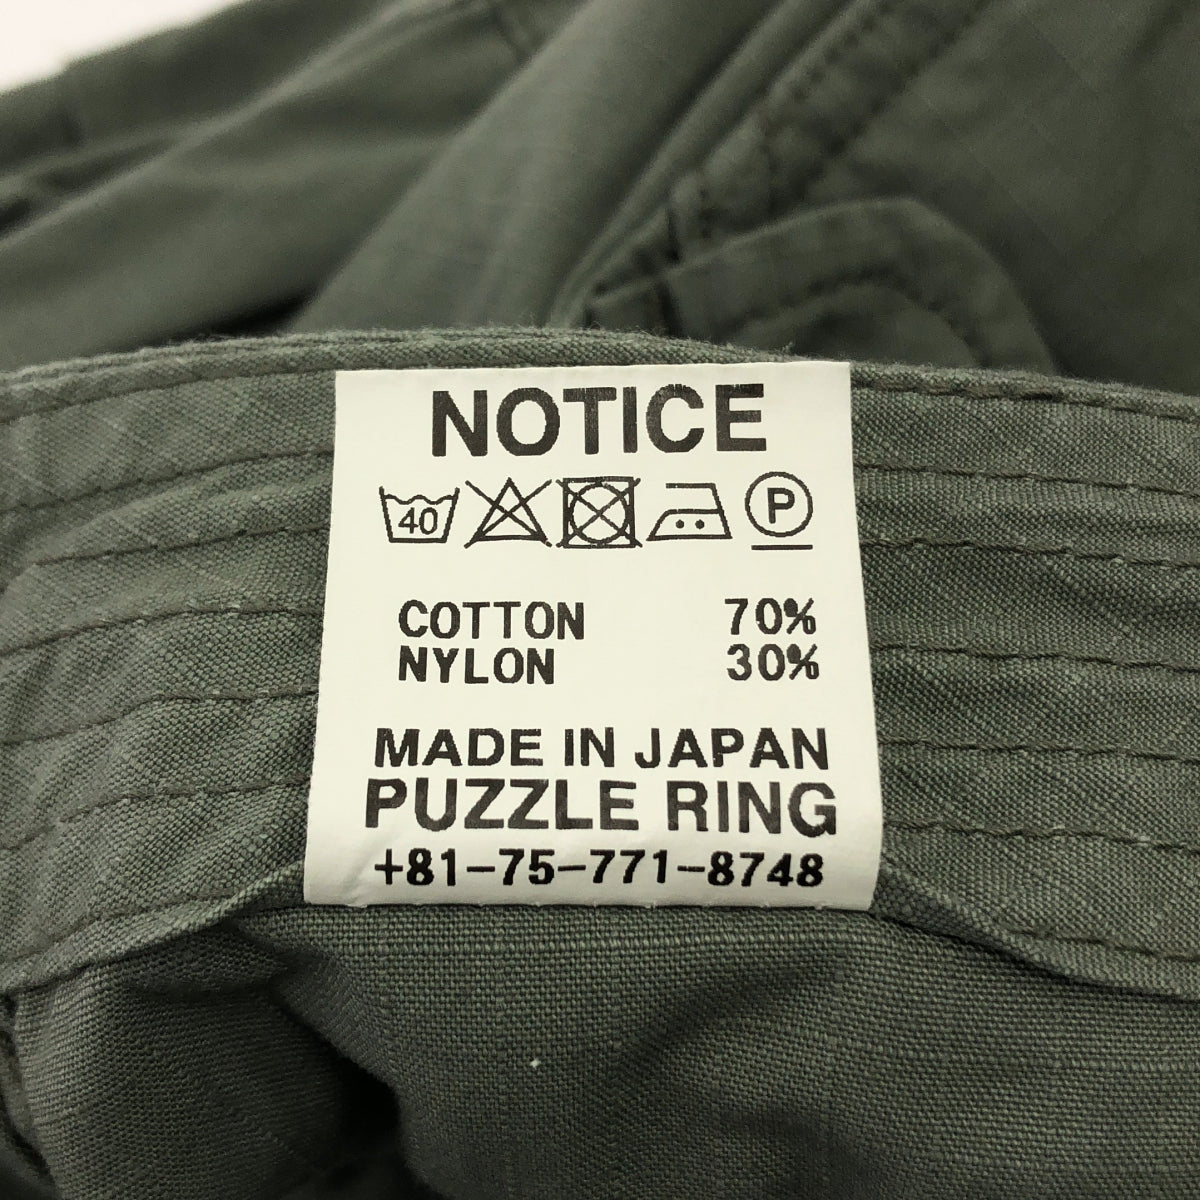 NOTICE
40 P
COTTON 70%
NYLON 30%
MADE IN JAPAN
PUZZLE RING
+81-75-771-8748